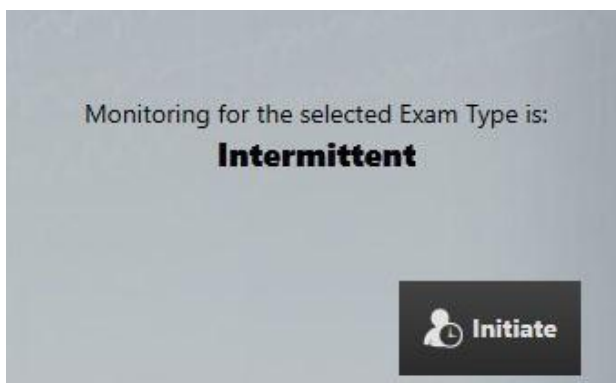 Monitoring for the selected Exam Type is:
Intermittent
Initiate